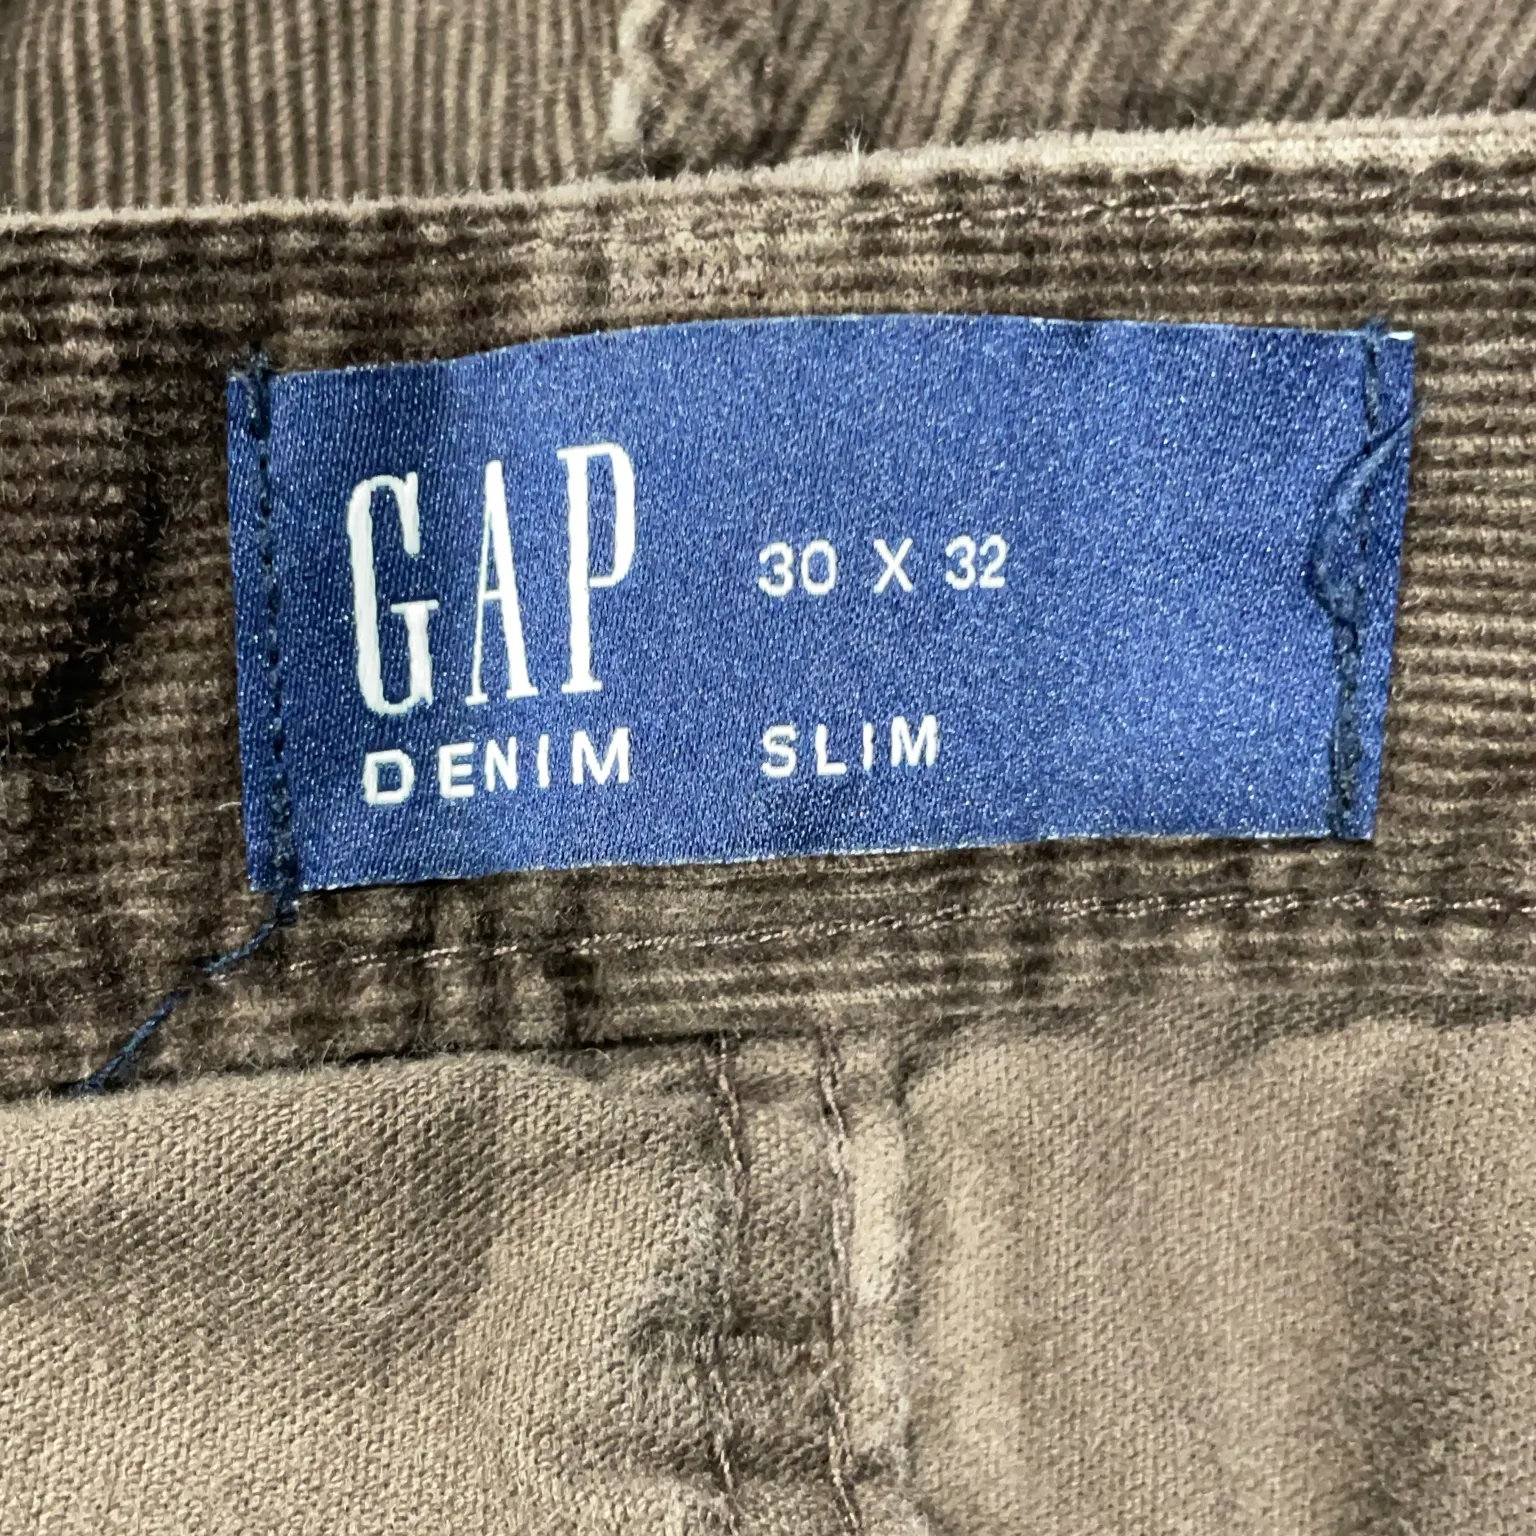 GAP
DENIM
30 X 32
SLIM